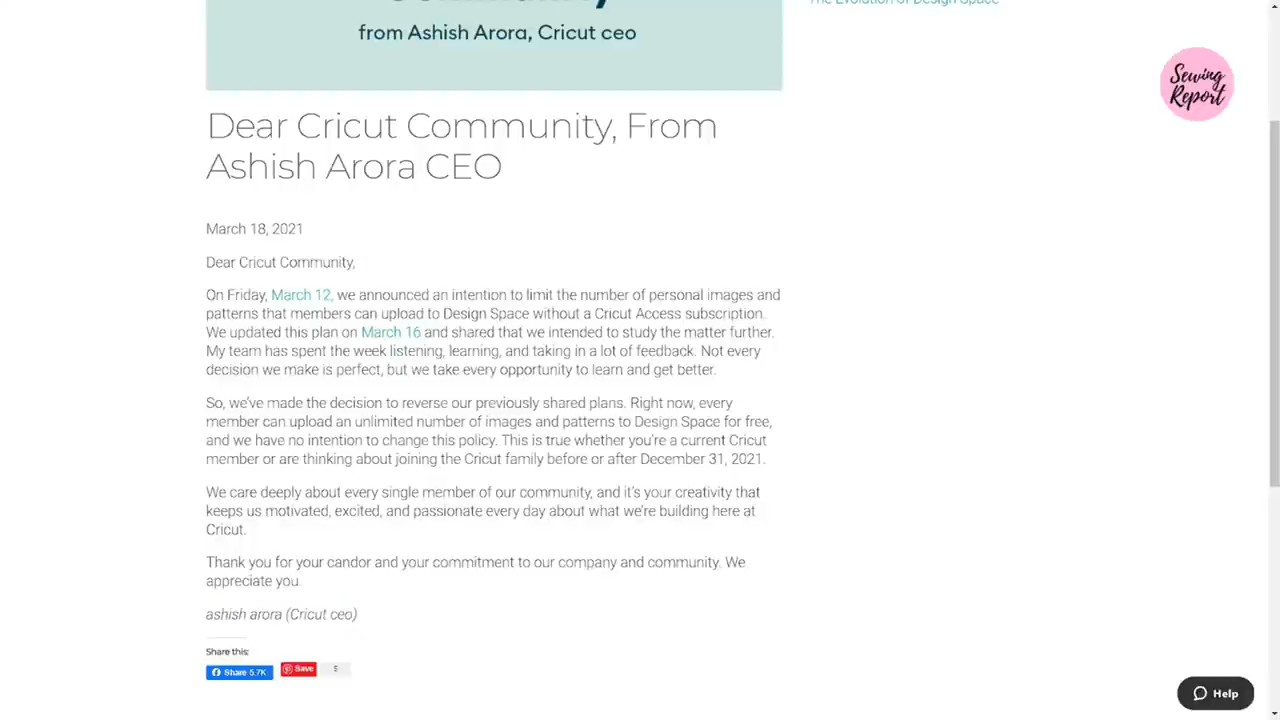 The Evolution of Design Space
from Ashish Arora, Cricut ceo
Sewing
Report
Dear Cricut Community, From
Ashish Arora CEO
March 18, 2021
Dear Cricut Community,
On Friday, March 12, we announced an intention to limit the number of personal images and
patterns that members can upload to Design Space without a Cricut Access subscription.
We updated this plan on March 16 and shared that we intended to study the matter further.
My team has spent the week listening, learning, and taking in a lot of feedback. Not every
decision we make is perfect, but we take every opportunity to learn and get better.
So, we've made the decision to reverse our previously shared plans. Right now, every
member can upload an unlimited number of images and patterns to Design Space for free,
and we have no intention to change this policy. This is true whether you're a current Cricut
member or are thinking about joining the Cricut family before or after December 31, 2021.
We care deeply about every single member of our community, and it's your creativity that
keeps us motivated, excited, and passionate every day about what we're building here at
Cricut.
Thank you for your candor and your commitment to our company and community. We
appreciate you.
ashish arora (Cricut ceo)
Share this:
Share 5.7K
Save
5
Help